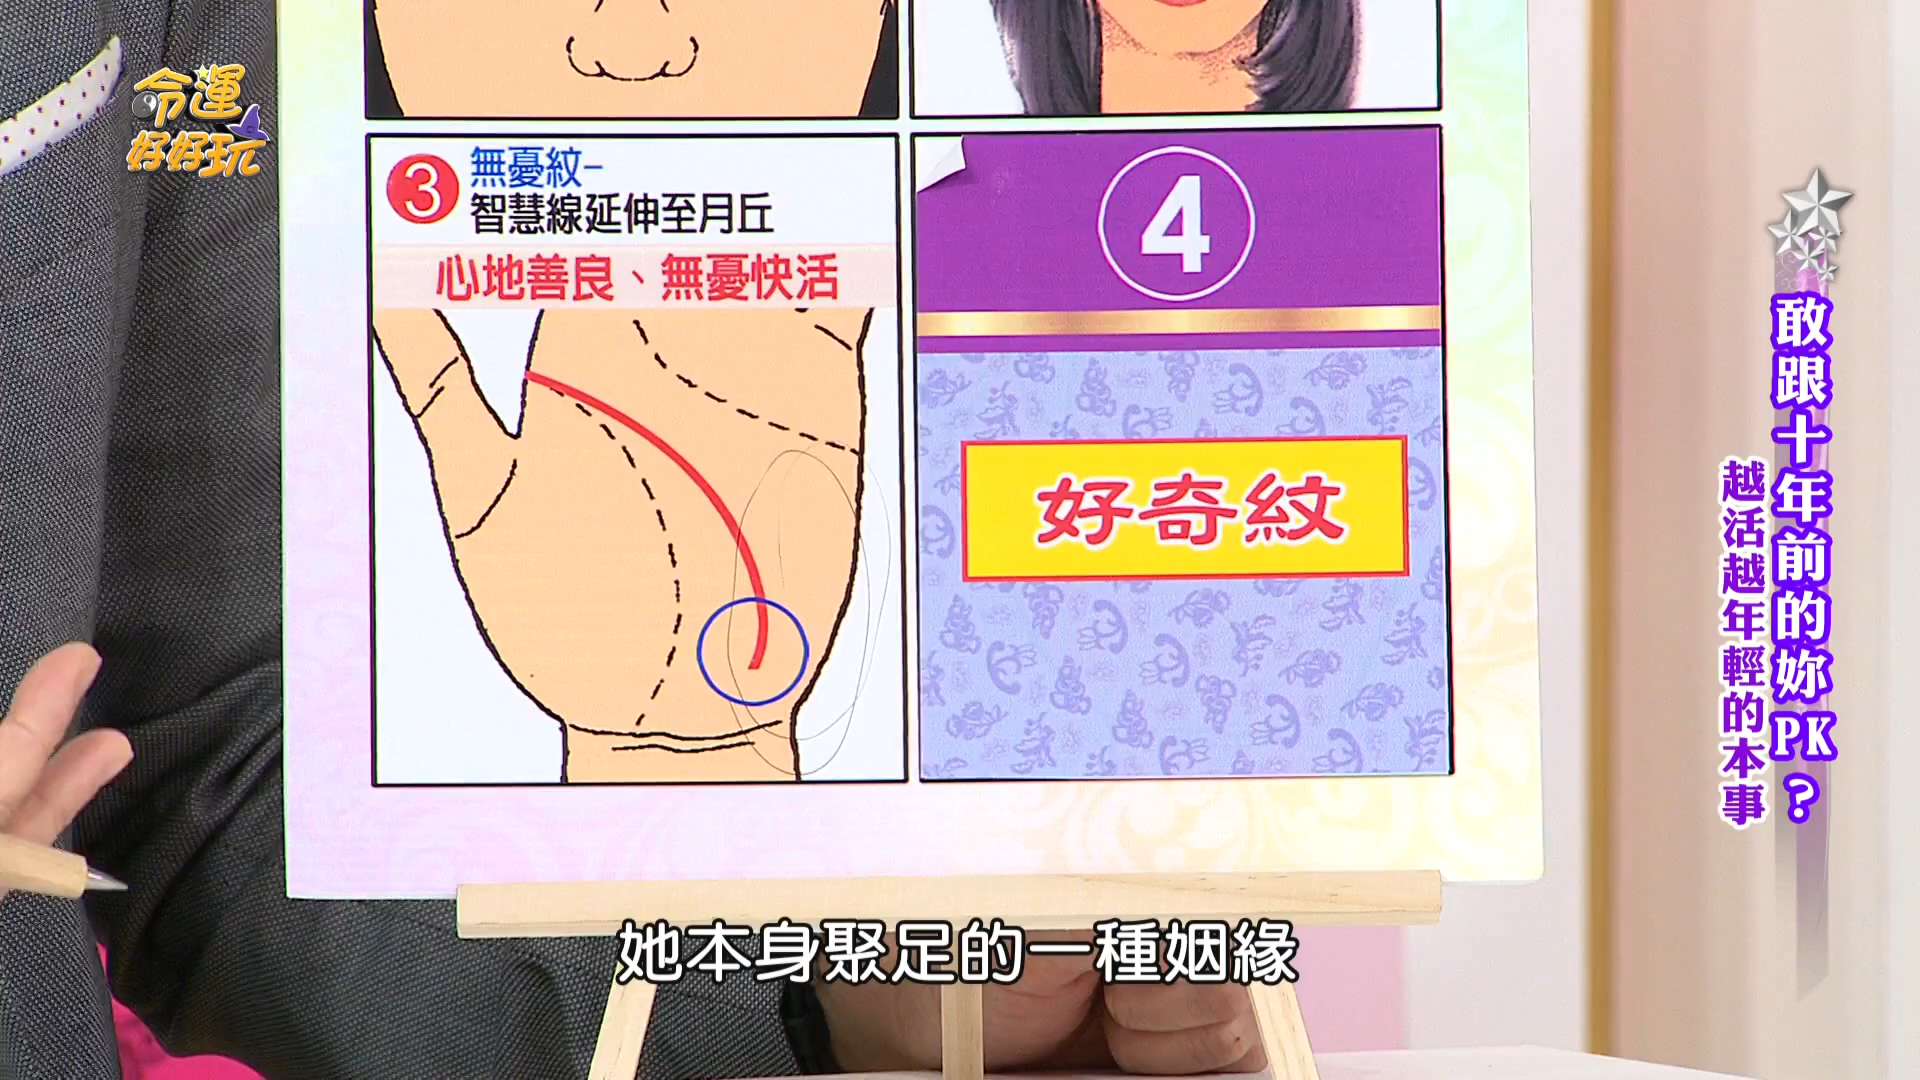 命運
好好玩
3
無憂紋-
智慧線延伸至月丘
心地善良、無憂快活
4
好奇紋
敢跟十年前的妳PK？
越活越年輕的本事
她本身聚足的一種姻緣